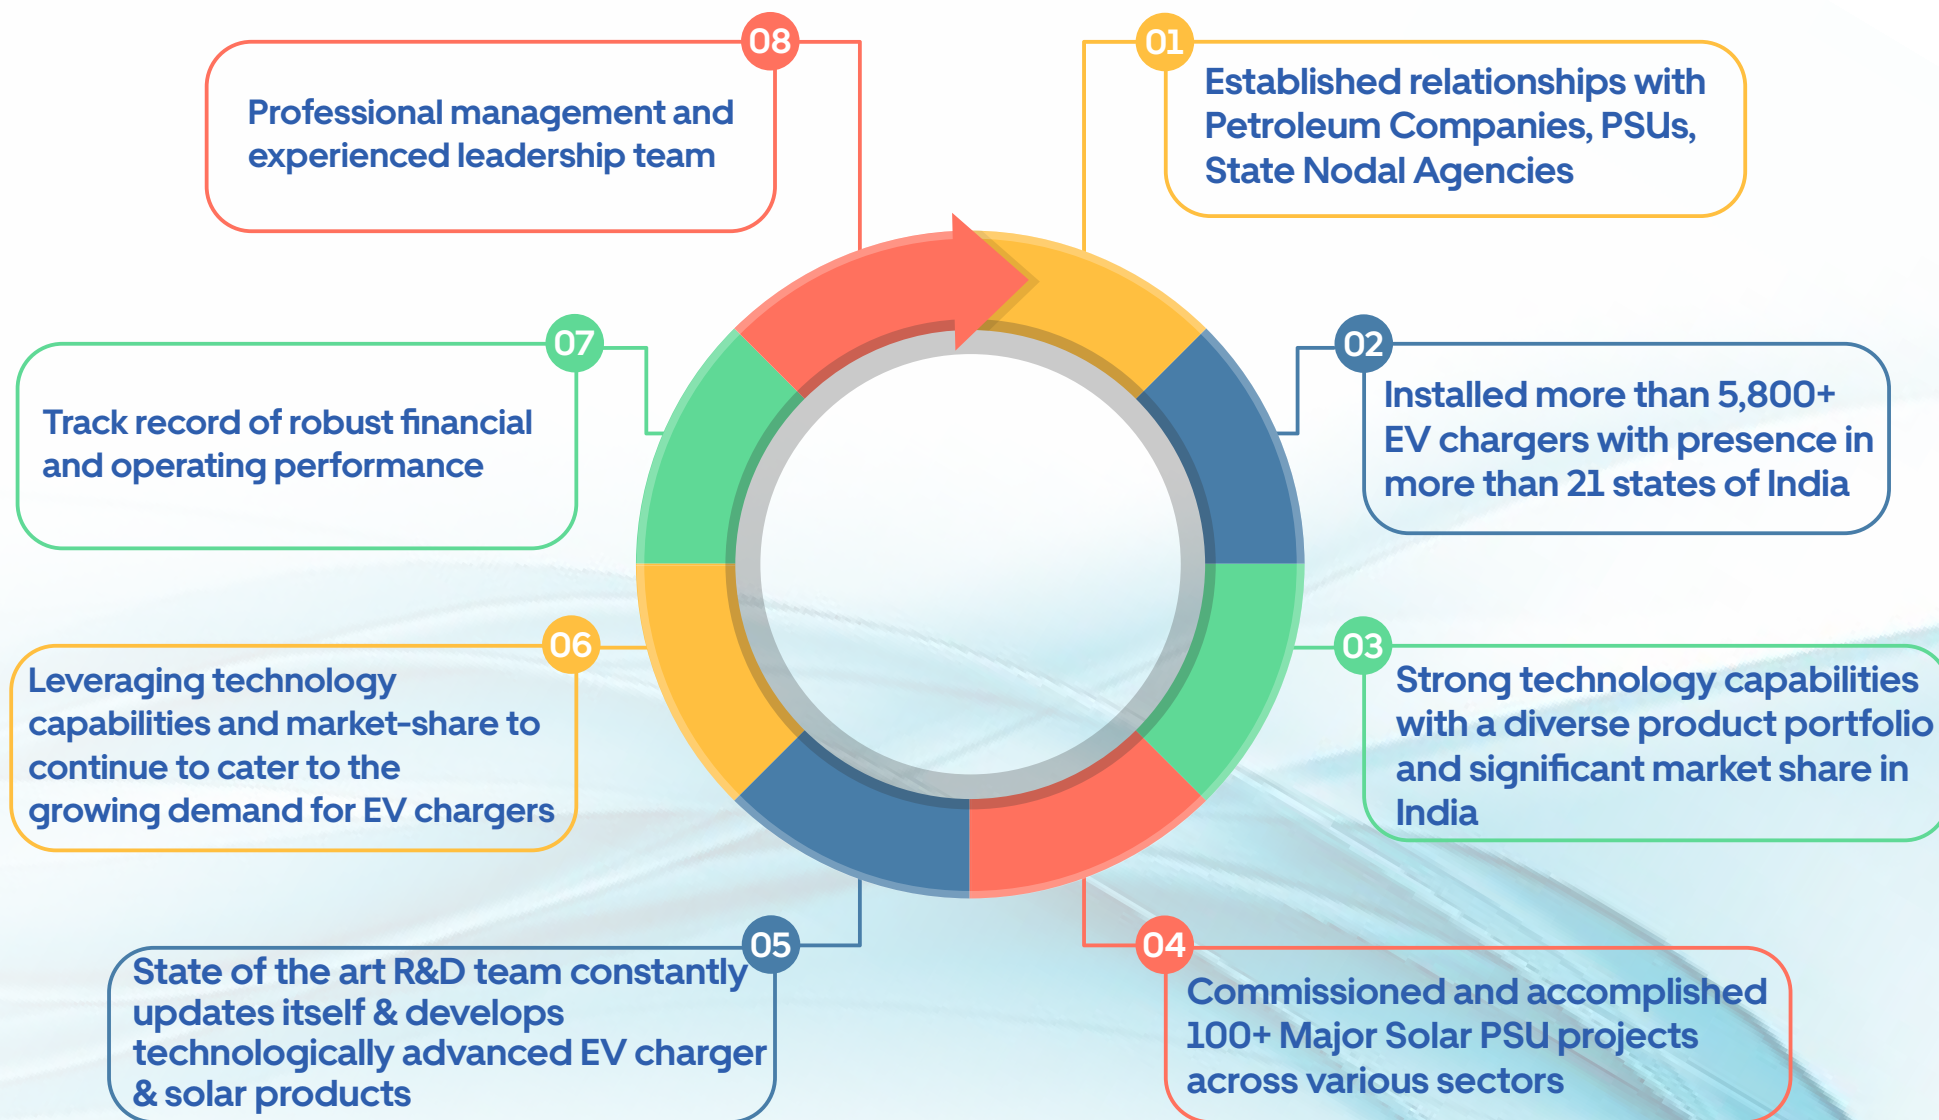 01
Established relationships with
Petroleum Companies, PSUs,
State Nodal Agencies
02
Installed more than 5,800+
EV chargers with presence in
more than 21 states of India
03
Strong technology capabilities
with a diverse product portfolio
and significant market share in
India
04
Commissioned and accomplished
100+ Major Solar PSU projects
across various sectors
05
State of the art R&D team constantly
updates itself & develops
technologically advanced EV charger
& solar products
06
Leveraging technology
capabilities and market-share to
continue to cater to the
growing demand for EV chargers
07
Track record of robust financial
and operating performance
08
Professional management and
experienced leadership team